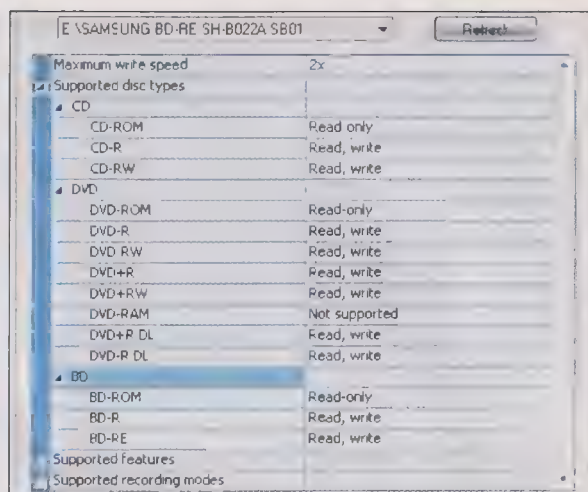 E \SAMSUNG BD-RE SH-B022A SB01
Maximum write speed 2x
Supported disc types
CD
CD-ROM Read only
CD-R Read, write
CD-RW Read, write
DVD
DVD-ROM Read-only
DVD-R Read, write
DVD RW Read, write
DVD+R Read, write
DVD+RW Read, write
DVD-RAM Not supported
DVD+R DL Read, write
DVD-R DL Read, write
BD
BD-ROM Read-only
BD-R Read, write
BD-RE Read, write
Supported features
Supported recording modes